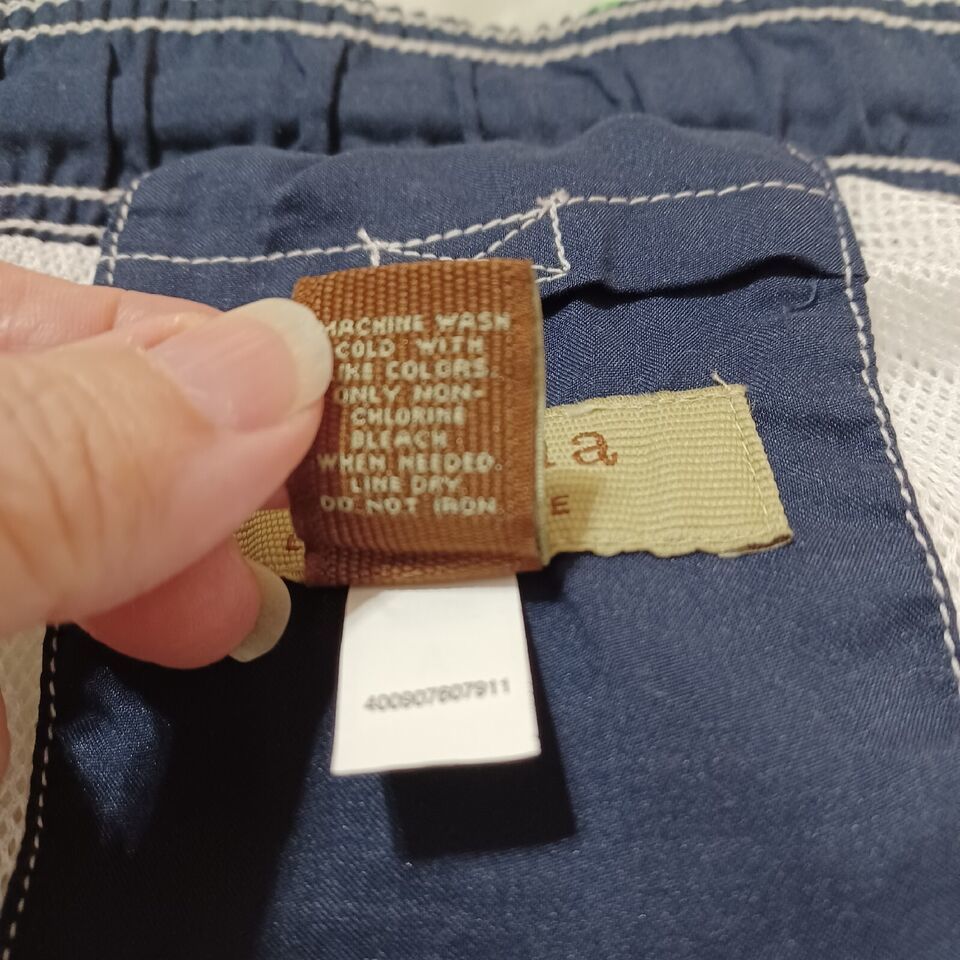 MACHINE WASH
COLD WITH
LIKE COLORS.
ONLY NON-
CHLORINE
BLEACH
WHEN NEEDED.
LINE DRY.
DO NOT IRON.
a
E
400907607911